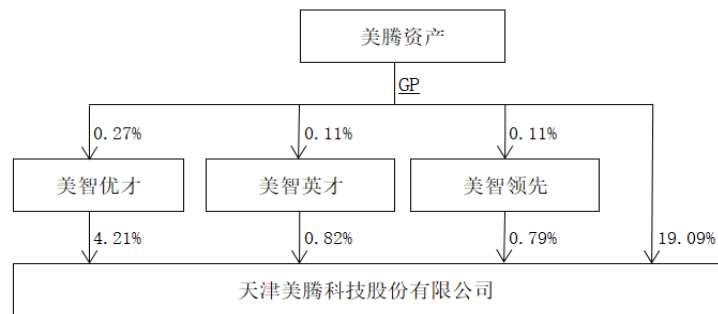 美腾资产
GP
0.27%
0.11%
0.11%
美智优才
美智英才
美智领先
4.21%
0.82%
0.79%
19.09%
天津美腾科技股份有限公司